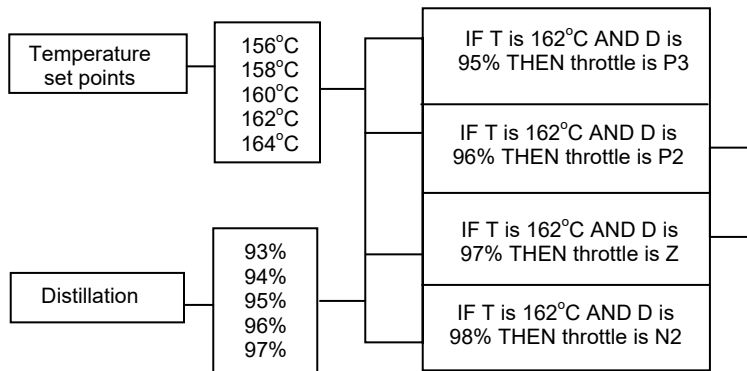 Temperature
set points
156°C
158°C
160°C
162°C
164°C
IF T is 162°C AND D is
95% THEN throttle is P3
IF T is 162°C AND D is
96% THEN throttle is P2
IF T is 162°C AND D is
97% THEN throttle is Z
IF T is 162°C AND D is
98% THEN throttle is N2
Distillation
93%
94%
95%
96%
97%